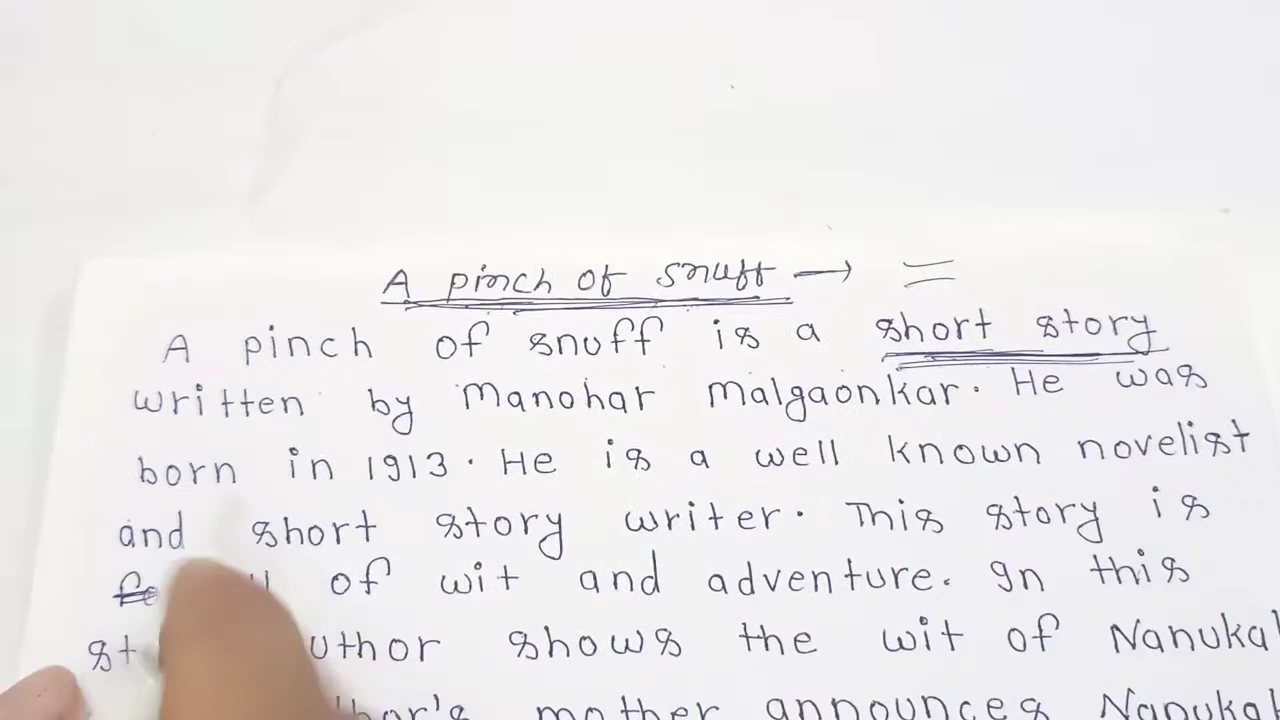 A pinch of snuff → =
A pinch of snuff is a short story
written by Manohar Malgaonkar. He was
born in 1913. He is a well known novelist
and short story writer. This story is
of wit and adventure. In this
shows the wit of
mother announces